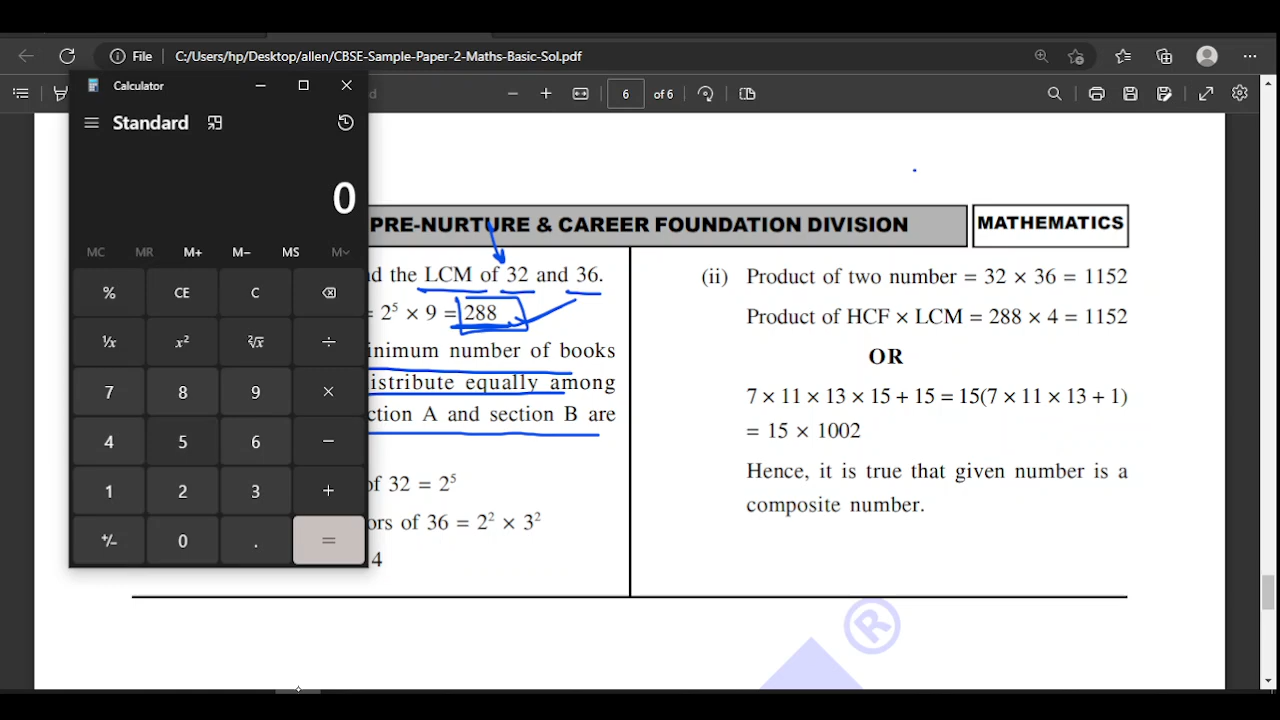 File
C:/Users/hp/Desktop/allen/CBSE-Sample-Paper-2-Maths-Basic-Sol.pdf
6 of 6
Calculator
Standard
0
MC MR M+ M− MS M
% CE C
¹/x x² ²√x ÷
7 8 9 ×
4 5 6 −
1 2 3 +
+/− 0 . =
PRE-NURTURE & CAREER FOUNDATION DIVISION
MATHEMATICS
the LCM of 32 and 36.
= 2⁵ × 9 = 288
number of books
equally among
A and section B are
of 32 = 2⁵
of 36 = 2² × 3²
4
(ii) Product of two number = 32 × 36 = 1152
Product of HCF × LCM = 288 × 4 = 1152
OR
7 × 11 × 13 × 15 + 15 = 15(7 × 11 × 13 + 1)
= 15 × 1002
Hence, it is true that given number is a
composite number.
®